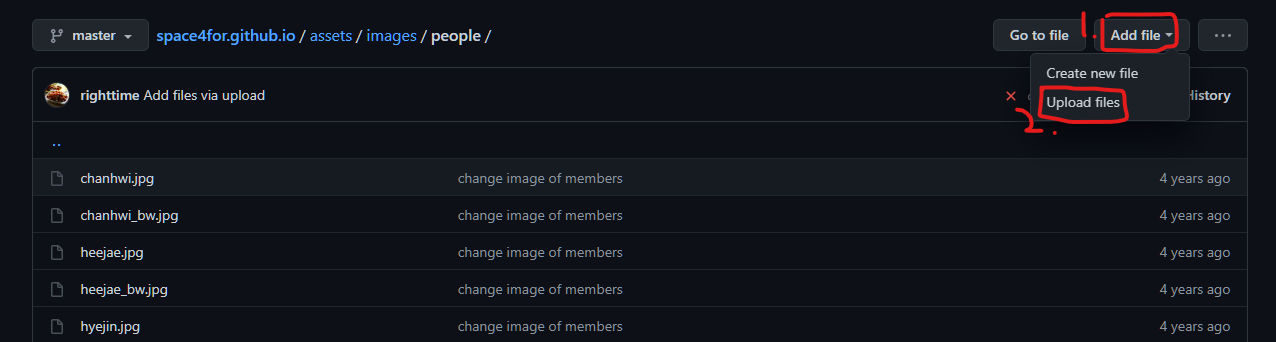 master space4for.github.io / assets / images / people / Go to file 1. Add file ...
Create new file
righttime Add files via upload
Upload files History
2.
..
chanhwi.jpg change image of members 4 years ago
chanhwi_bw.jpg change image of members 4 years ago
heejae.jpg change image of members 4 years ago
heejae_bw.jpg change image of members 4 years ago
hyejin.jpg change image of members 4 years ago